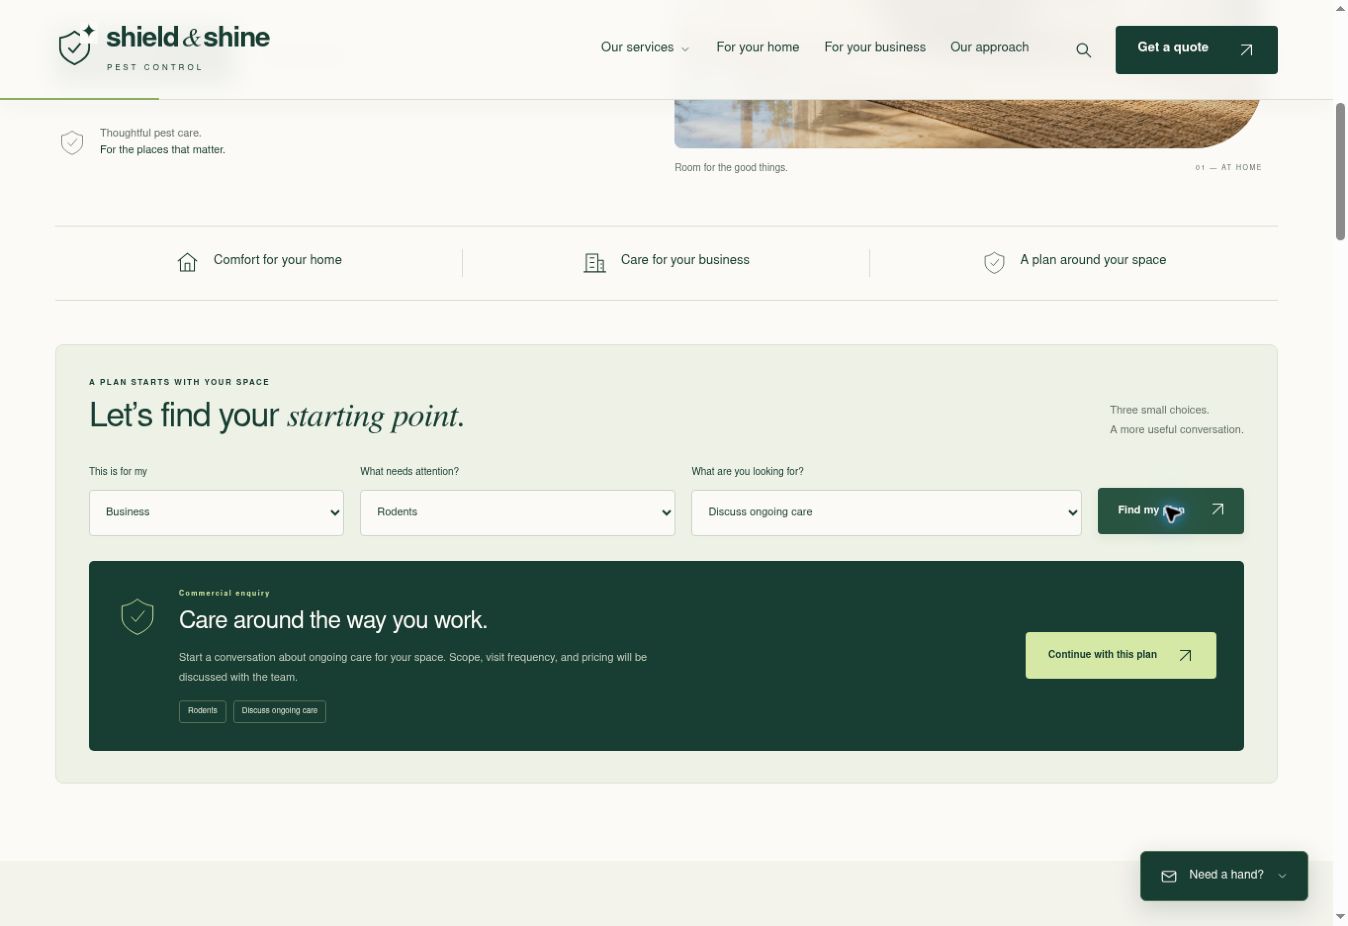 shield & shine
PEST CONTROL
Our services
For your home
For your business
Our approach
Get a quote
Thoughtful pest care.
For the places that matter.
Room for the good things.
01 — AT HOME
Comfort for your home
Care for your business
A plan around your space
A PLAN STARTS WITH YOUR SPACE
Let's find your starting point.
Three small choices.
A more useful conversation.
This is for my
What needs attention?
What are you looking for?
Business
Rodents
Discuss ongoing care
Find my
Commercial enquiry
Care around the way you work.
Start a conversation about ongoing care for your space. Scope, visit frequency, and pricing will be
discussed with the team.
Continue with this plan
Rodents
Discuss ongoing care
Need a hand?